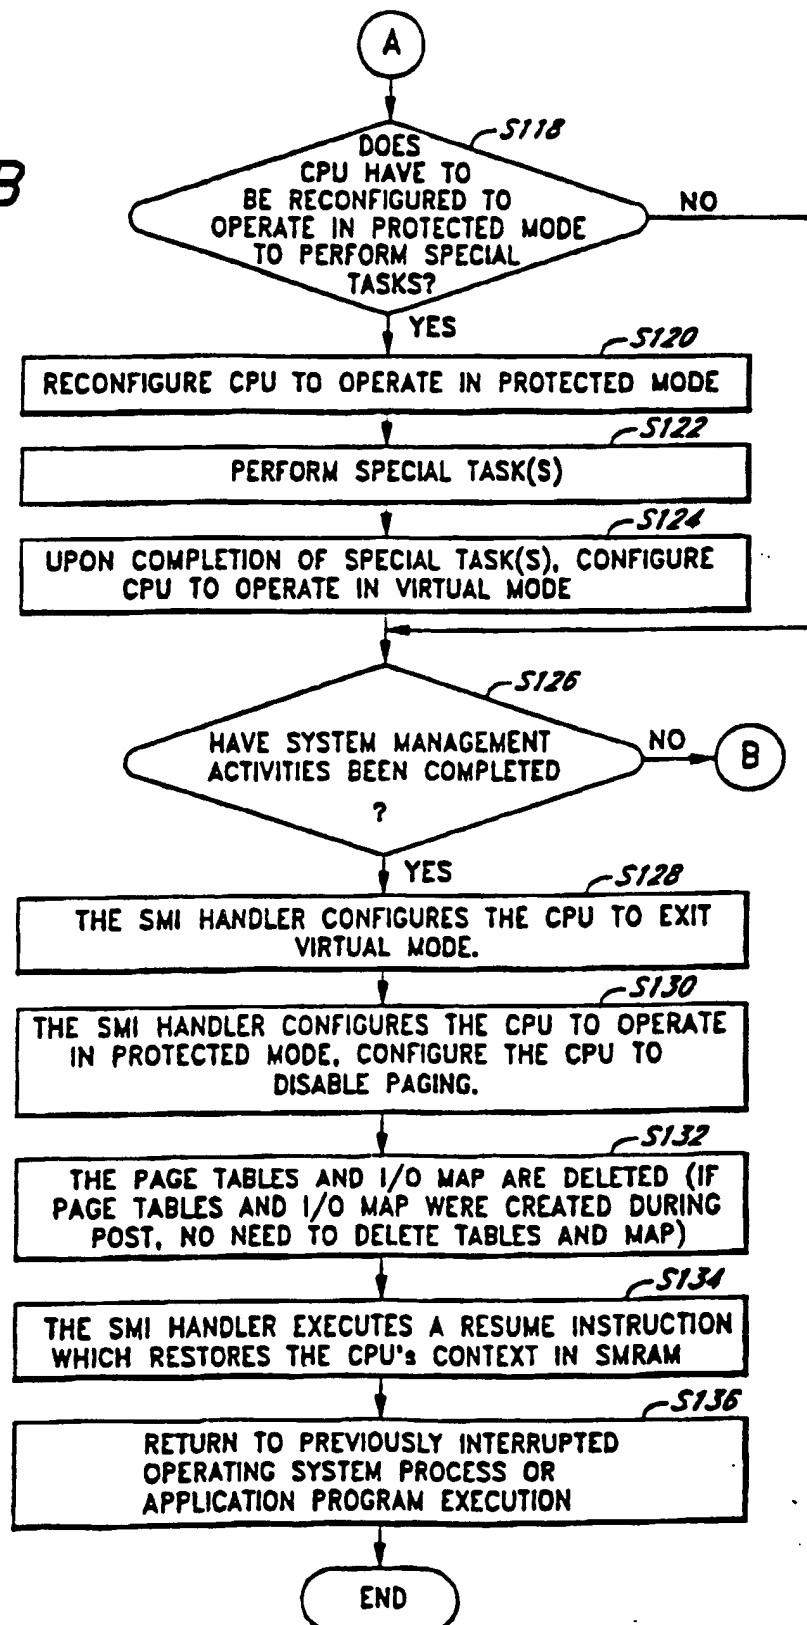 A
S118
B
DOES
CPU HAVE TO
BE RECONFIGURED TO
OPERATE IN PROTECTED MODE
TO PERFORM SPECIAL
TASKS?
NO
YES
S120
RECONFIGURE CPU TO OPERATE IN PROTECTED MODE
S122
PERFORM SPECIAL TASK(S)
S124
UPON COMPLETION OF SPECIAL TASK(S), CONFIGURE
CPU TO OPERATE IN VIRTUAL MODE
S126
HAVE SYSTEM MANAGEMENT
ACTIVITIES BEEN COMPLETED
?
NO
B
YES
S128
THE SMI HANDLER CONFIGURES THE CPU TO EXIT
VIRTUAL MODE.
S130
THE SMI HANDLER CONFIGURES THE CPU TO OPERATE
IN PROTECTED MODE, CONFIGURE THE CPU TO
DISABLE PAGING.
S132
THE PAGE TABLES AND I/O MAP ARE DELETED (IF
PAGE TABLES AND I/O MAP WERE CREATED DURING
POST, NO NEED TO DELETE TABLES AND MAP)
S134
THE SMI HANDLER EXECUTES A RESUME INSTRUCTION
WHICH RESTORES THE CPU's CONTEXT IN SMRAM
S136
RETURN TO PREVIOUSLY INTERRUPTED
OPERATING SYSTEM PROCESS OR
APPLICATION PROGRAM EXECUTION
END